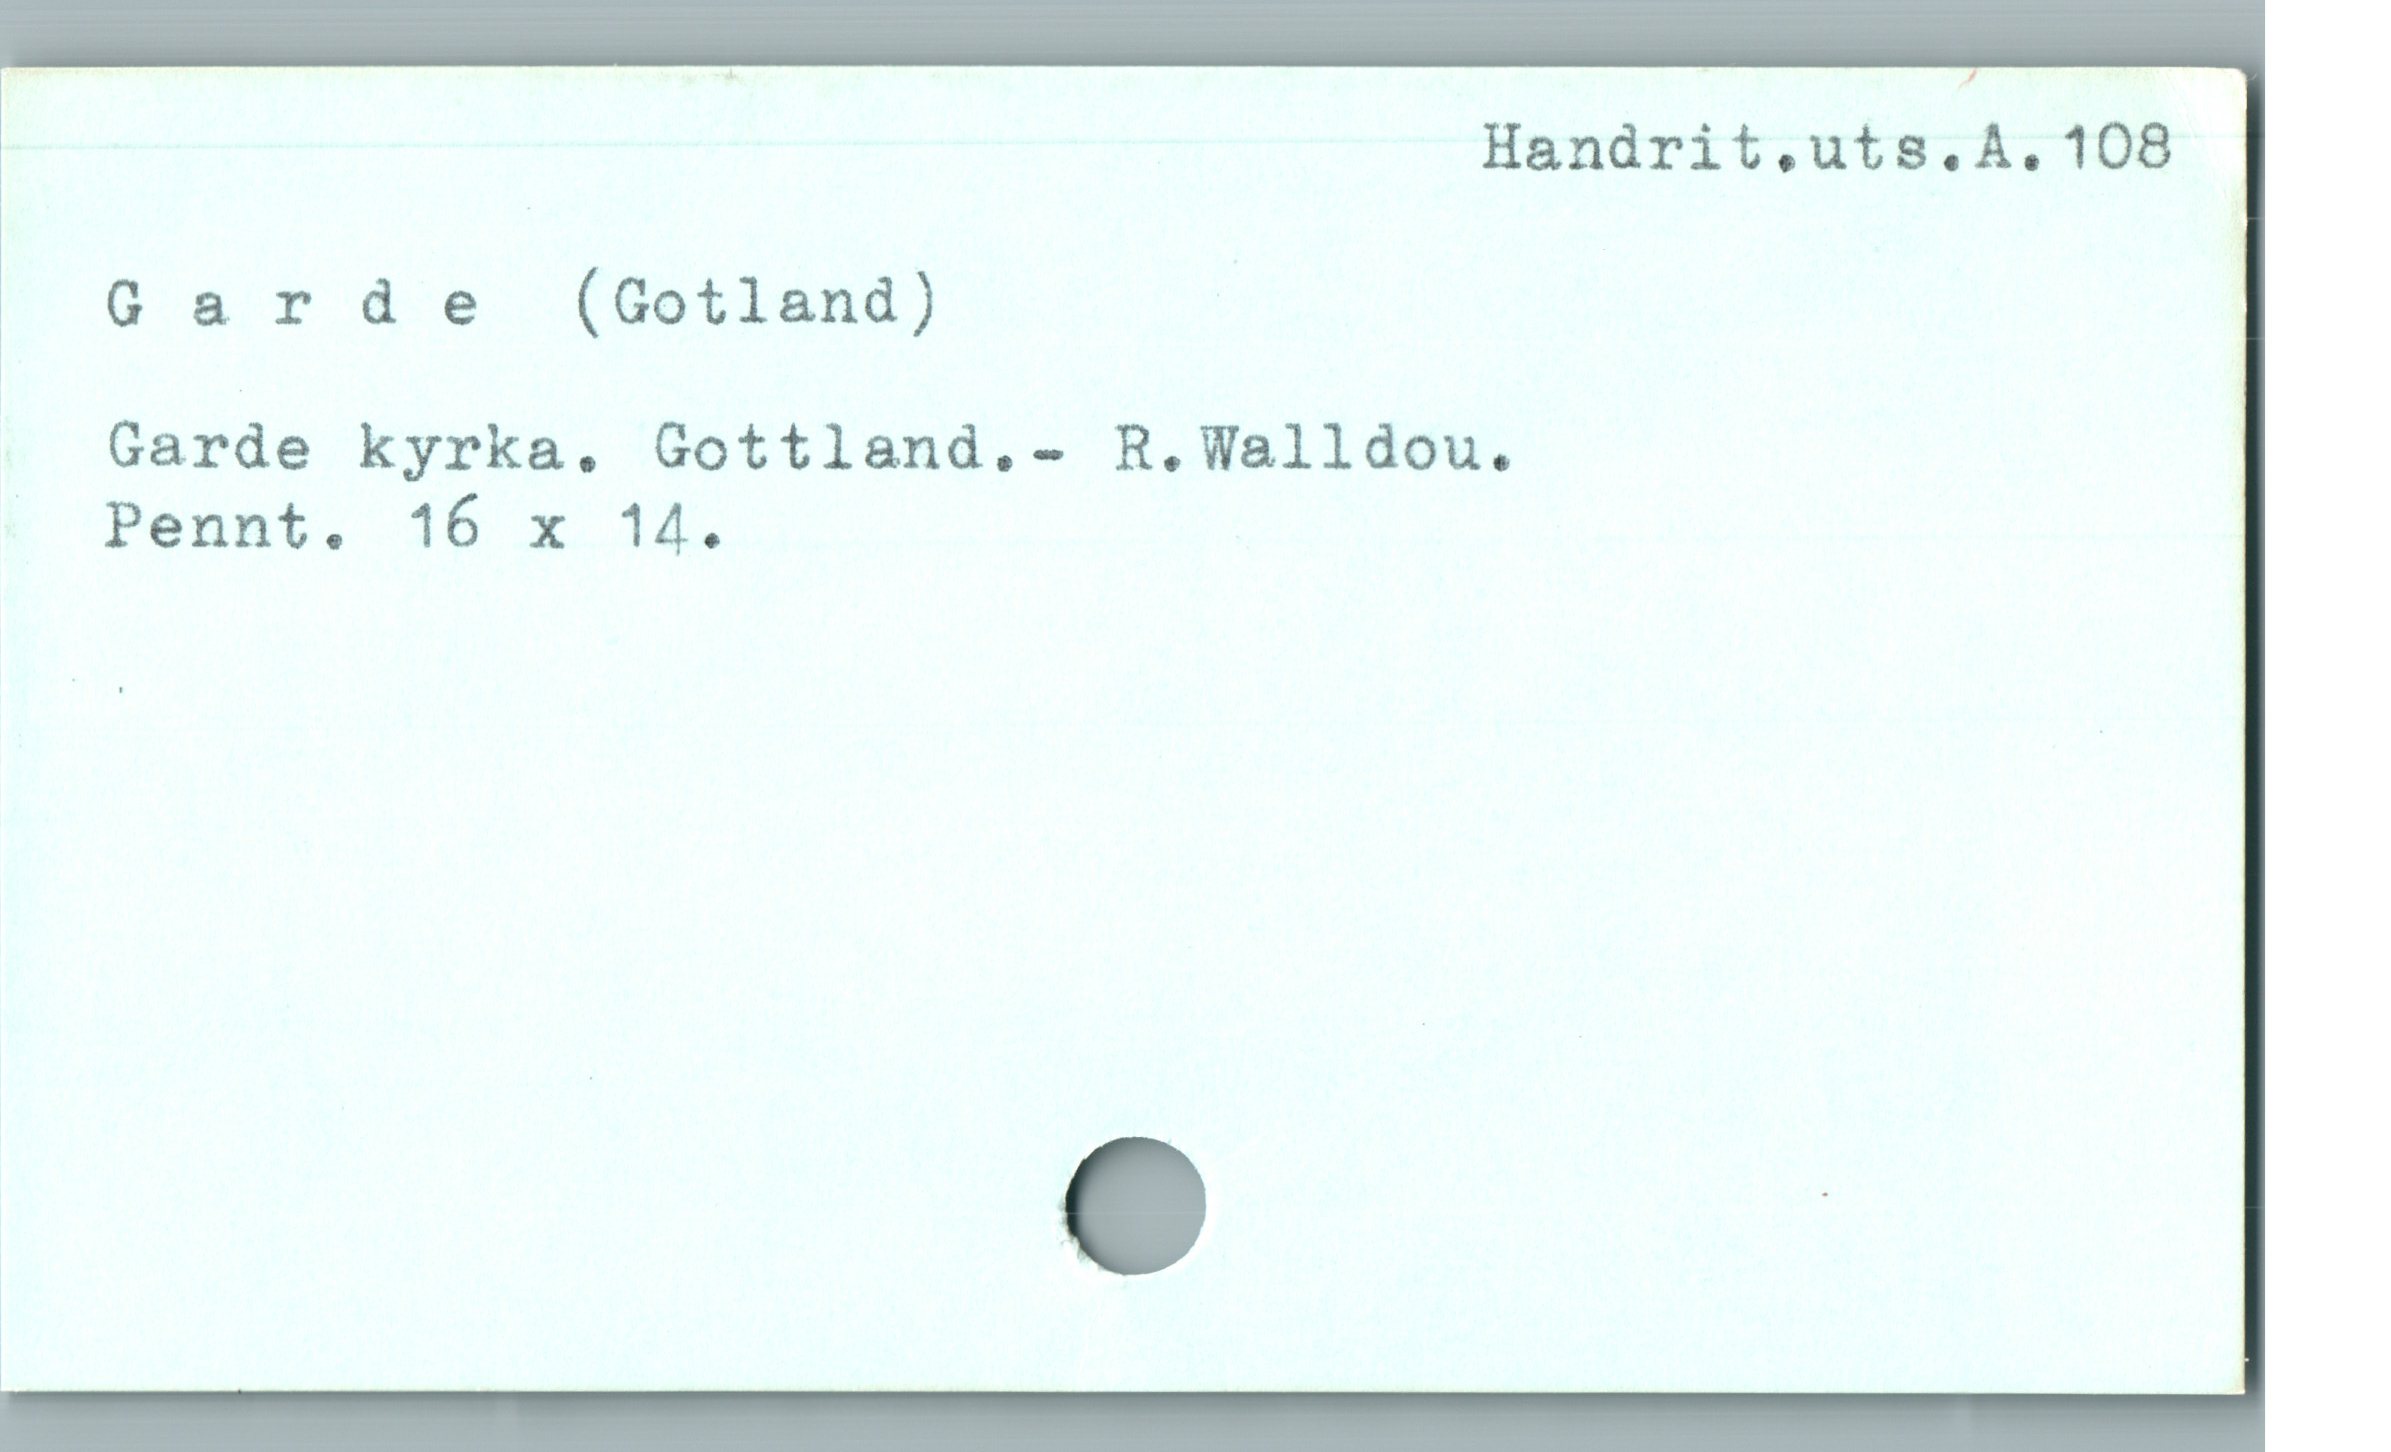 Handrit.uts.A.108
G a r d e (Gotland)
Garde kyrka. Gottland.- R.Walldou.
Pennt. 16 x 14.